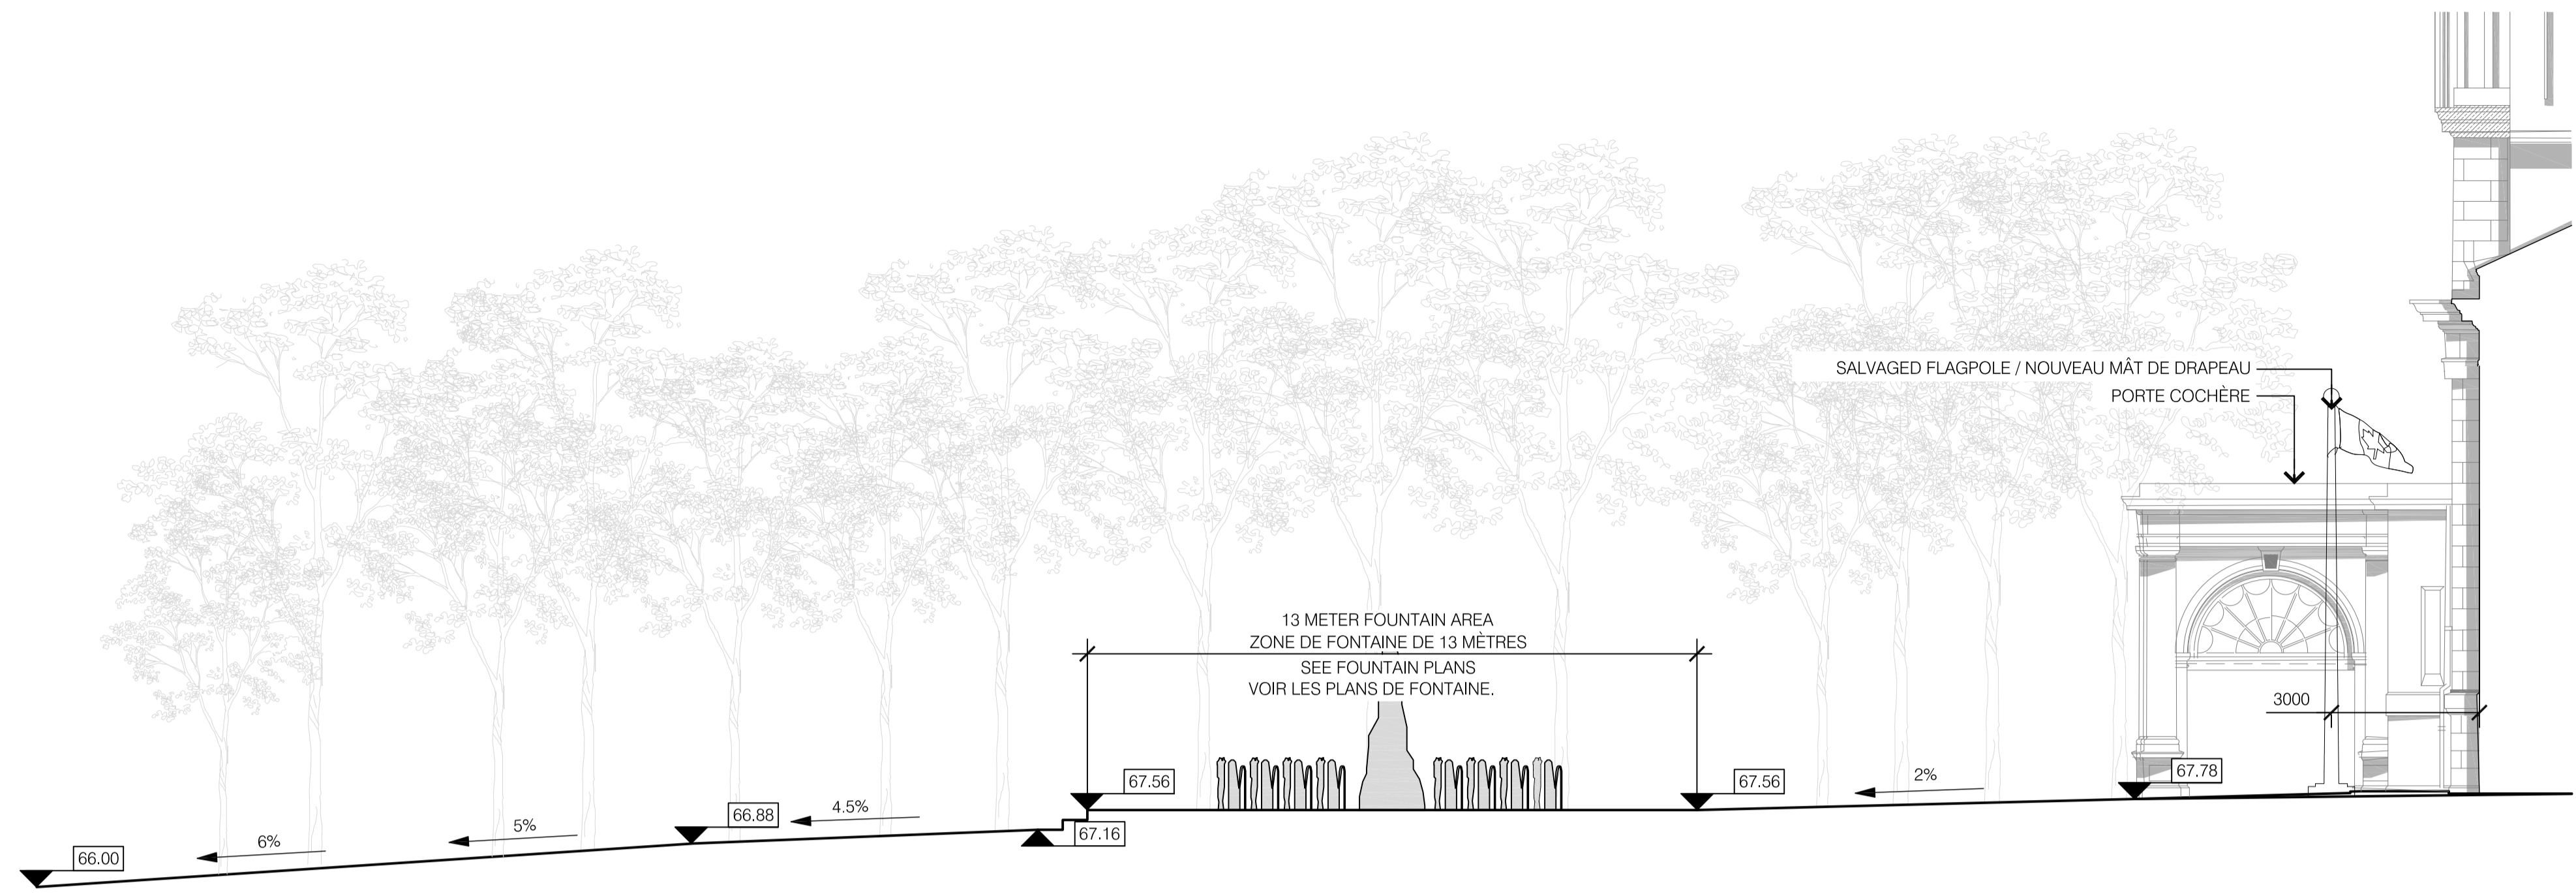 SALVAGED FLAGPOLE / NOUVEAU MÂT DE DRAPEAU
PORTE COCHÈRE
13 METER FOUNTAIN AREA
ZONE DE FONTAINE DE 13 MÈTRES
SEE FOUNTAIN PLANS
VOIR LES PLANS DE FONTAINE.
3000
67.56
67.56
2%
67.78
66.88
4.5%
67.16
5%
6%
66.00